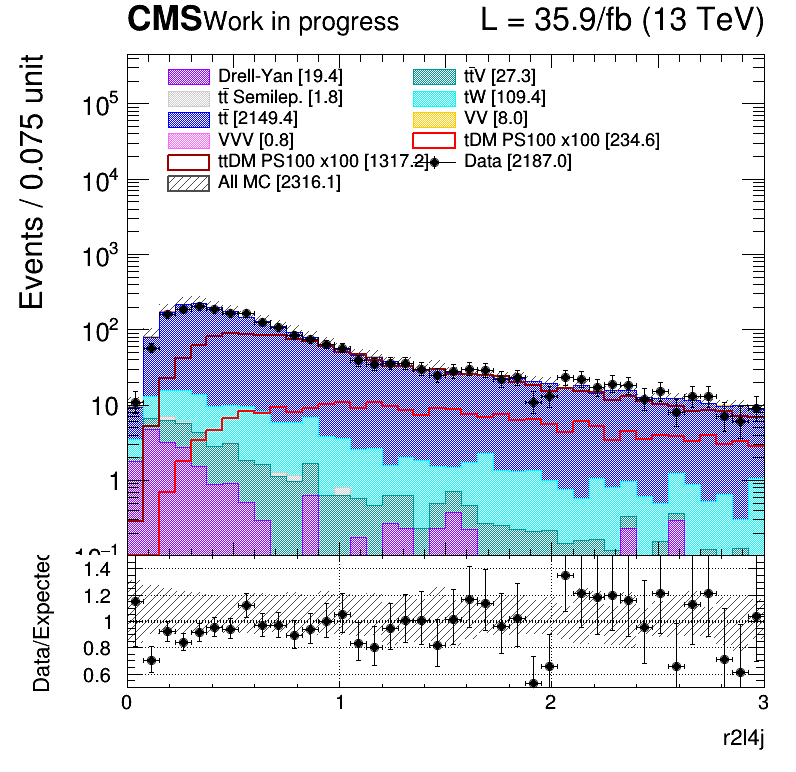 CMS Work in progress L = 35.9/fb (13 TeV)
Events / 0.075 unit
10⁵
10⁴
10³
10²
10
1
10⁻¹
Drell-Yan [19.4]
tt̄V [27.3]
tt̄ Semilep. [1.8]
tW [109.4]
tt̄ [2149.4]
VV [8.0]
VVV [0.8]
tDM PS100 x100 [234.6]
ttDM PS100 x100 [1317.2]
Data [2187.0]
All MC [2316.1]
Data/Expected
1.4
1.2
1
0.8
0.6
0 1 2 3
r2l4j